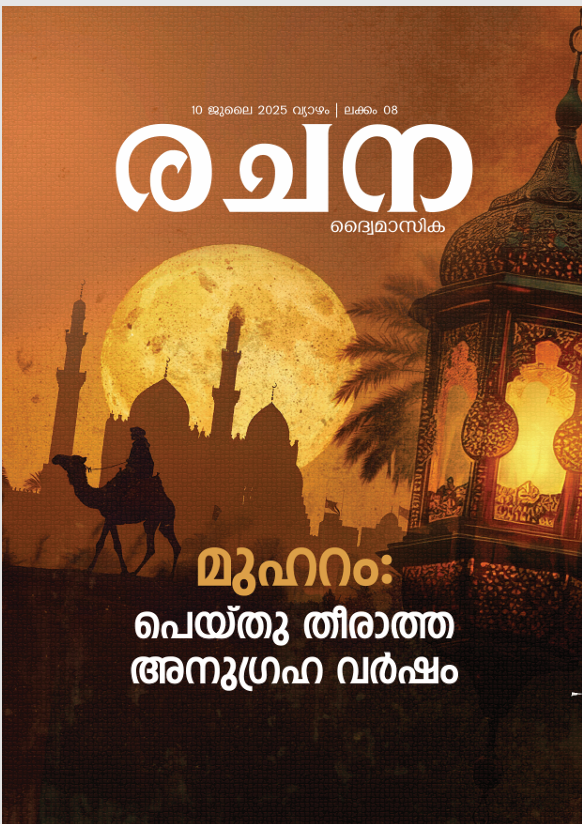 10 ജൂലൈ 2025 വ്യാഴം | ലക്കം 08
രചന
ദ്വൈമാസിക
മുഹറം:
പെയ്തു തീരാത്ത
അനുഗ്രഹ വർഷം